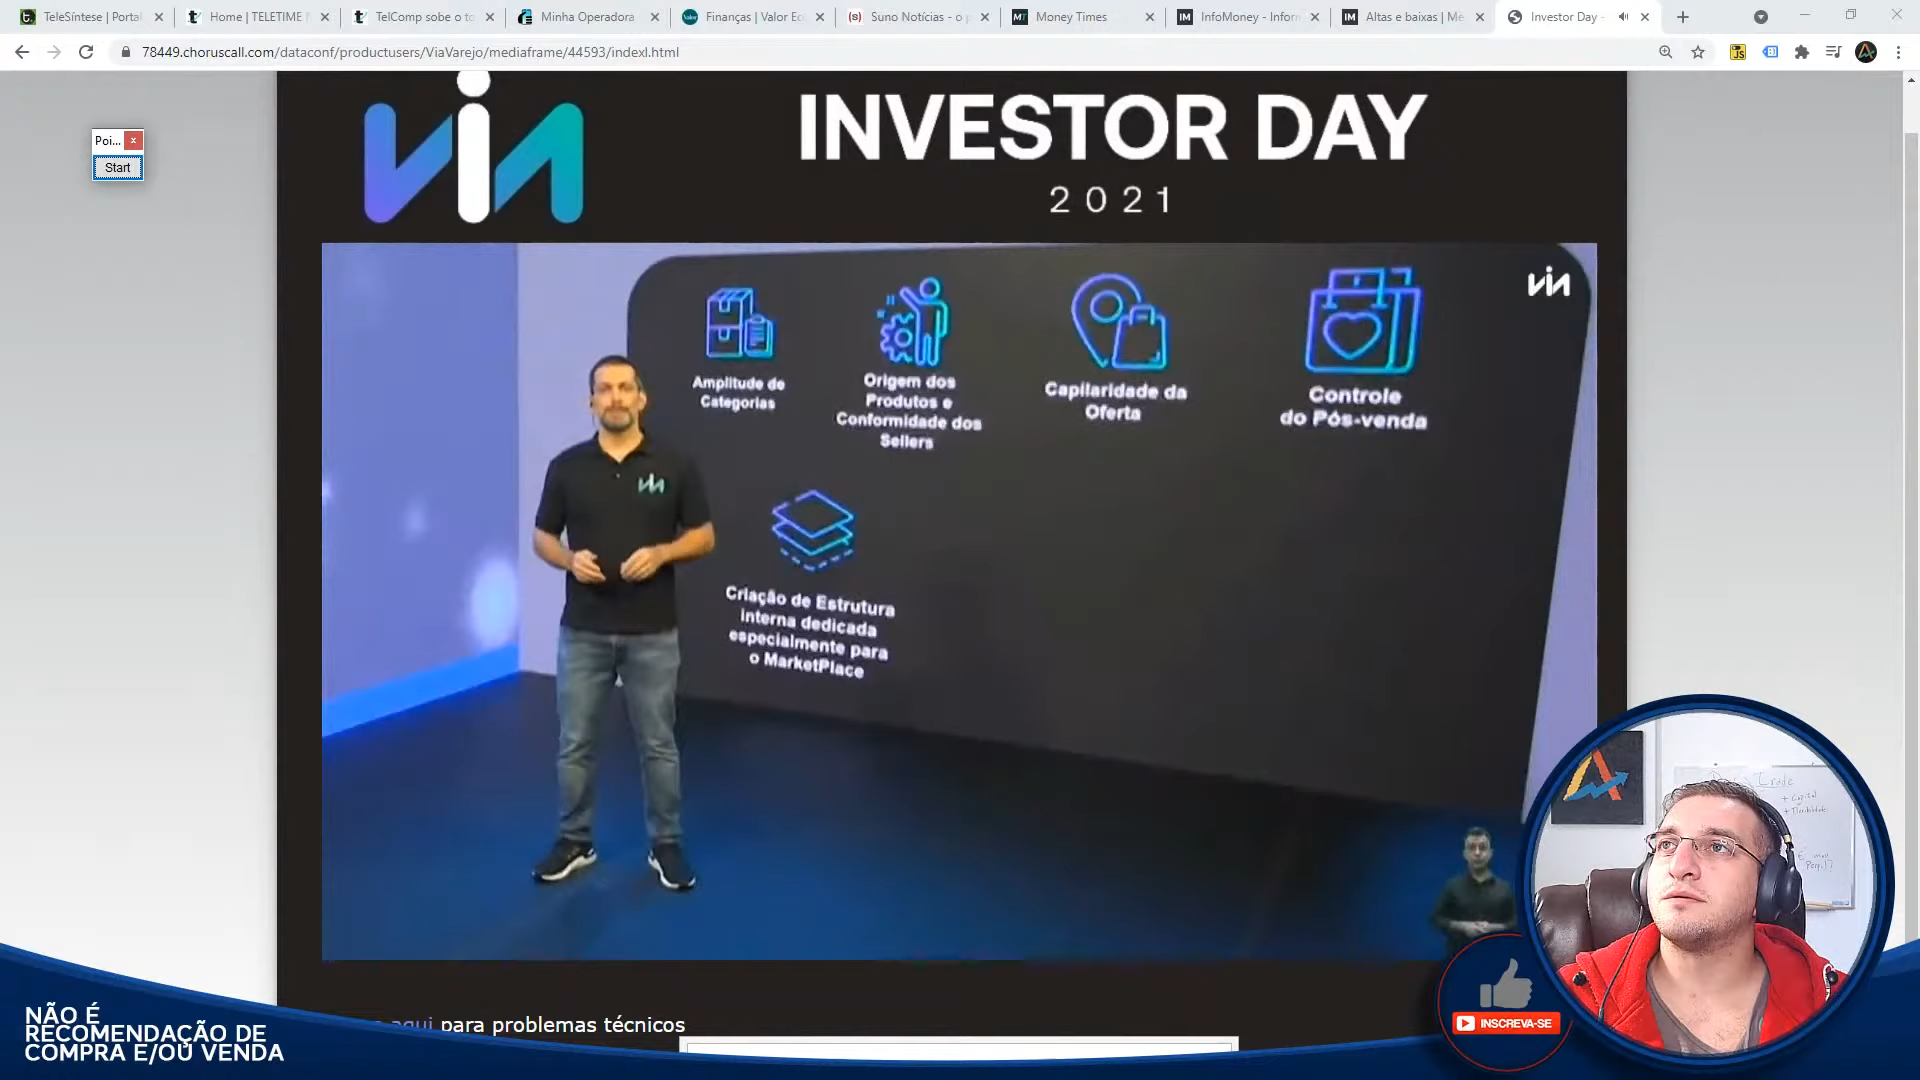 TeleSíntese | Porta
Home | TELETIME
TelComp sobe o to
Minha Operadora
Finanças | Valor Ec
Suno Notícias - o p
Money Times
InfoMoney - Inform
Altas e baixas | Me
Investor Day -
78449.choruscall.com/dataconf/productusers/ViaVarejo/mediaframe/44593/indexl.html
Poi...
Start
VIA
INVESTOR DAY
2021
Amplitude de
Categorias
Origem dos
Produtos e
Conformidade dos
Sellers
Capilaridade da
Oferta
Controle
do Pós-venda
via
via
Criação de Estrutura
interna dedicada
especialmente para
o MarketPlace
aqui para problemas técnicos
NÃO É
RECOMENDAÇÃO DE
COMPRA E/OU VENDA
INSCREVA-SE